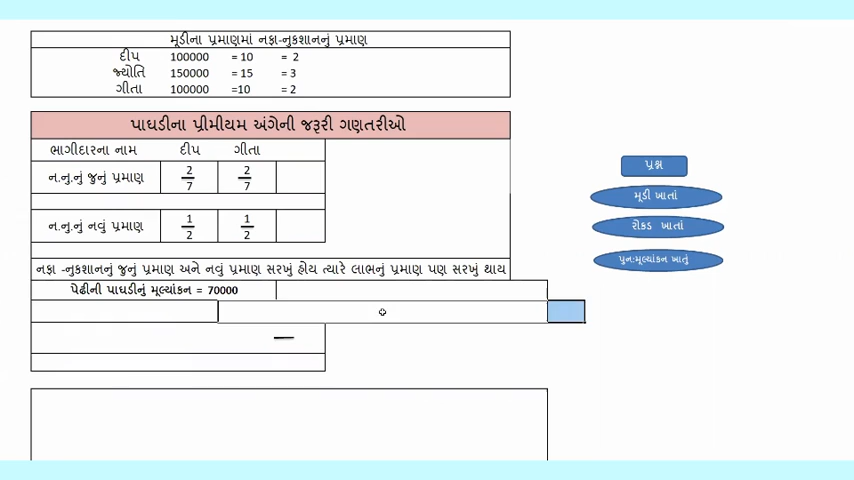 મૂડીના પ્રમાણમાં નફા-નુકશાનનું પ્રમાણ
દીપ 100000 = 10 = 2
જ્યોતિ 150000 = 15 = 3
ગીતા 100000 =10 = 2
પાઘડીના પ્રીમીયમ અંગેની જરૂરી ગણતરીઓ
ભાગીદારના નામ દીપ ગીતા
ન.નુ.નું જુનું પ્રમાણ 2/7 2/7
ન.નુ.નું નવું પ્રમાણ 1/2 1/2
નફા -નુકશાનનું જુનું પ્રમાણ અને નવું પ્રમાણ સરખું હોય ત્યારે લાભનું પ્રમાણ પણ સરખું થાય
પેઢીની પાઘડીનું મૂલ્યાંકન = 70000
પ્રશ્ન
મૂડી ખાતાં
રોકડ ખાતાં
પુન:મૂલ્યાંકન ખાતું